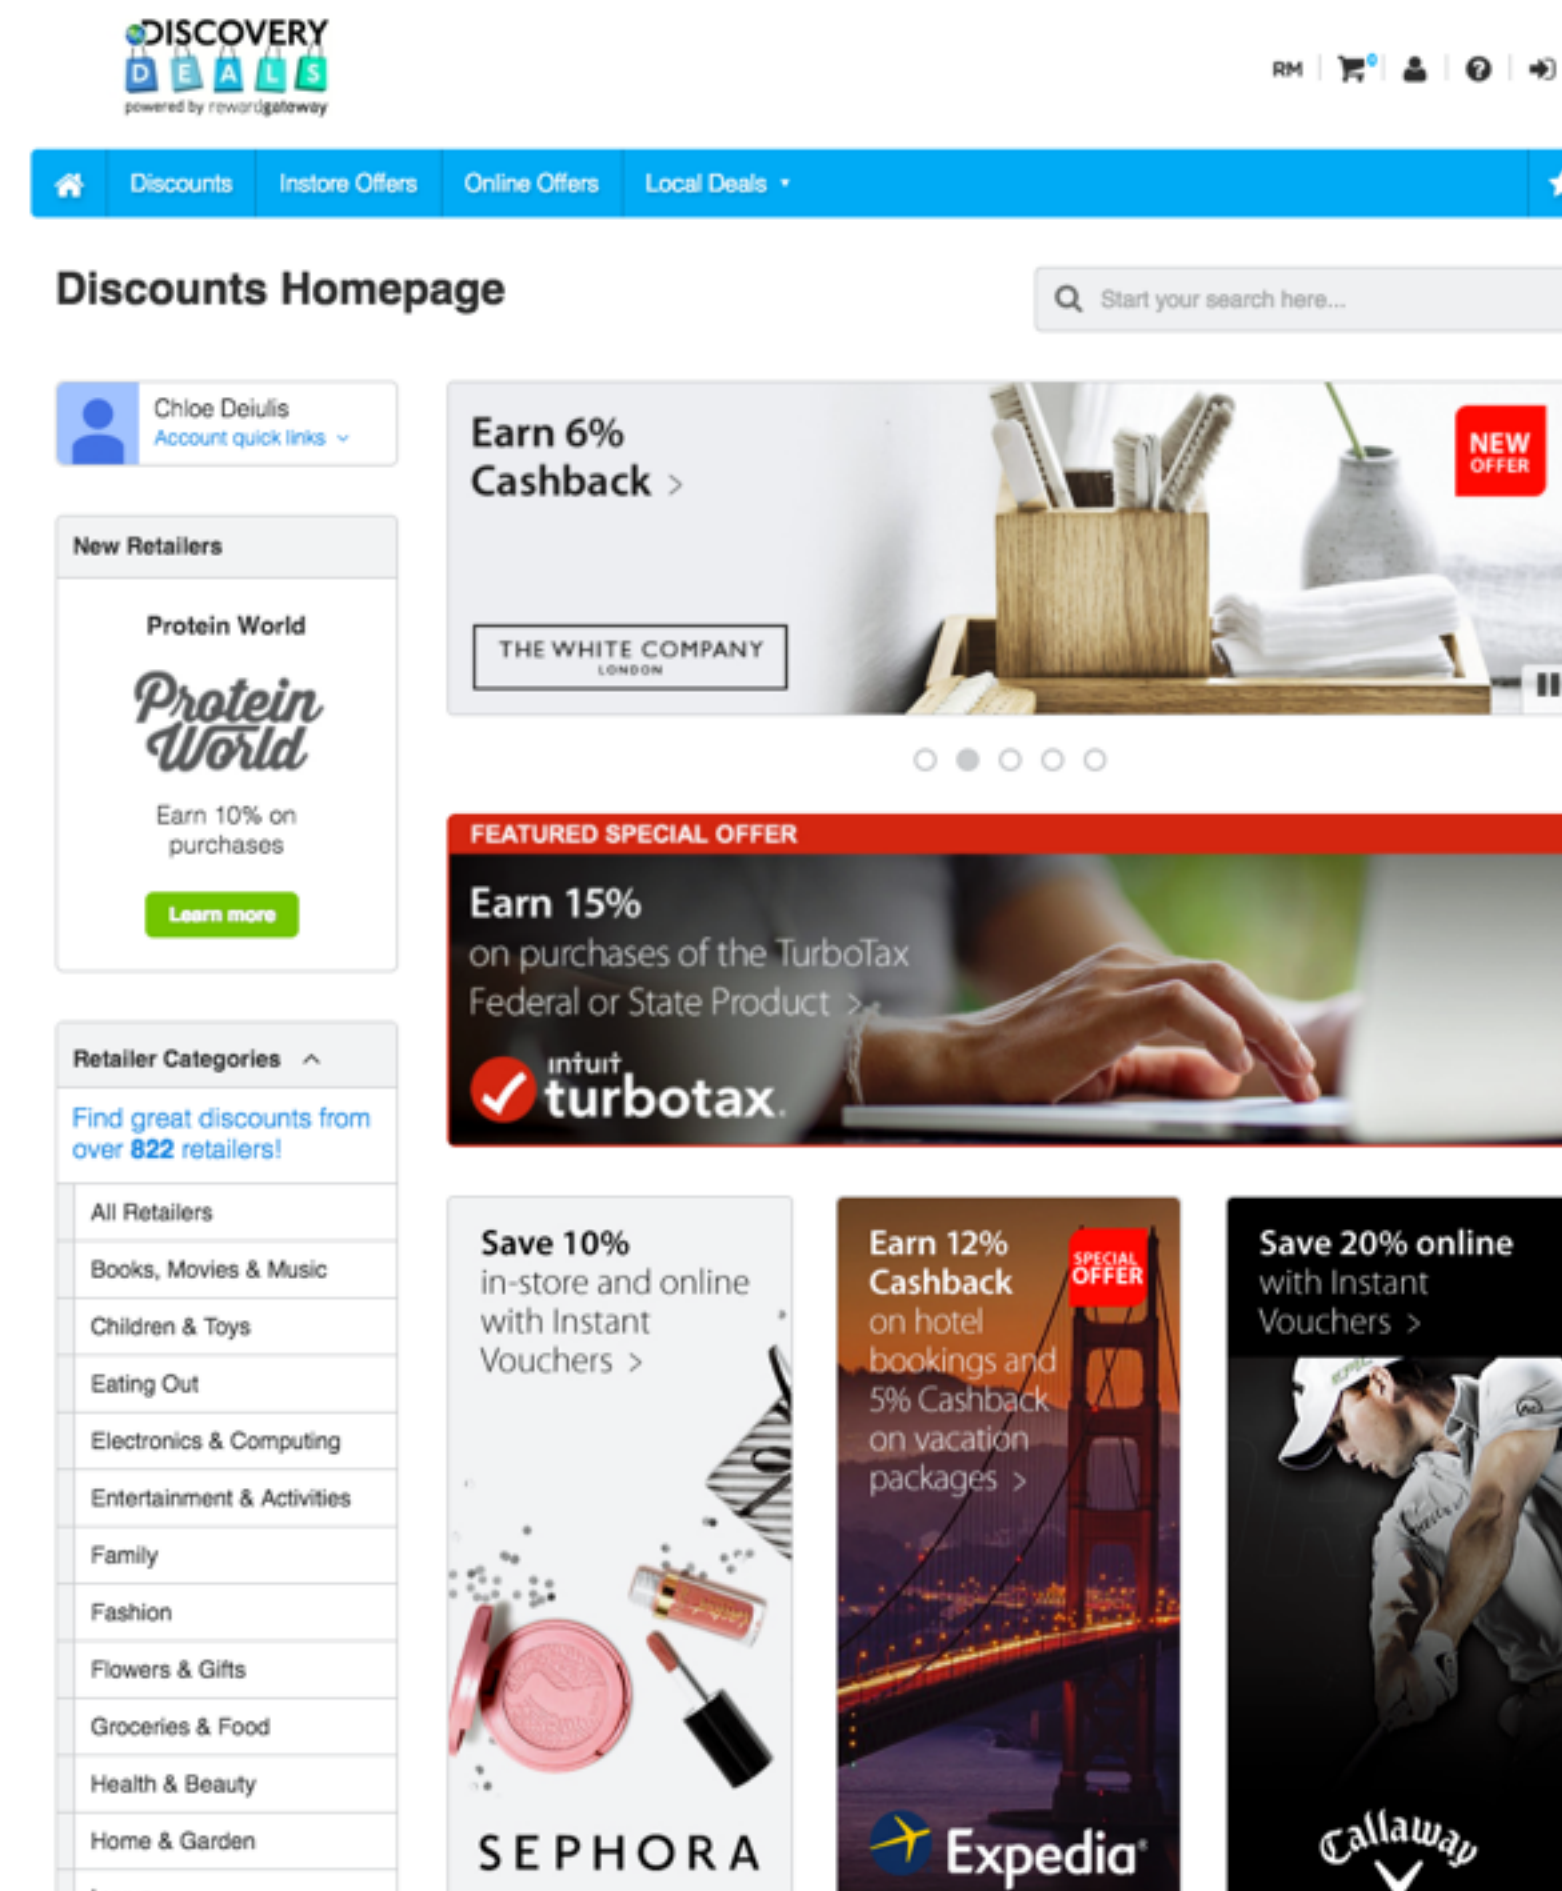 DISCOVERY
DEALS
powered by rewardgateway
RM
0
Discounts
Instore Offers
Online Offers
Local Deals
Discounts Homepage
Start your search here...
Chloe Deiulis
Account quick links
New Retailers
Protein World
Protein
World
Earn 10% on
purchases
Learn more
Retailer Categories
Find great discounts from
over 822 retailers!
All Retailers
Books, Movies & Music
Children & Toys
Eating Out
Electronics & Computing
Entertainment & Activities
Family
Fashion
Flowers & Gifts
Groceries & Food
Health & Beauty
Home & Garden
Earn 6%
Cashback >
NEW
OFFER
THE WHITE COMPANY
LONDON
FEATURED SPECIAL OFFER
Earn 15%
on purchases of the TurboTax
Federal or State Product >
intuit
turbotax.
Save 10%
in-store and online
with Instant
Vouchers >
SEPHORA
Earn 12%
Cashback
on hotel
bookings and
5% Cashback
on vacation
packages >
SPECIAL
OFFER
Expedia
Save 20% online
with Instant
Vouchers >
Callaway